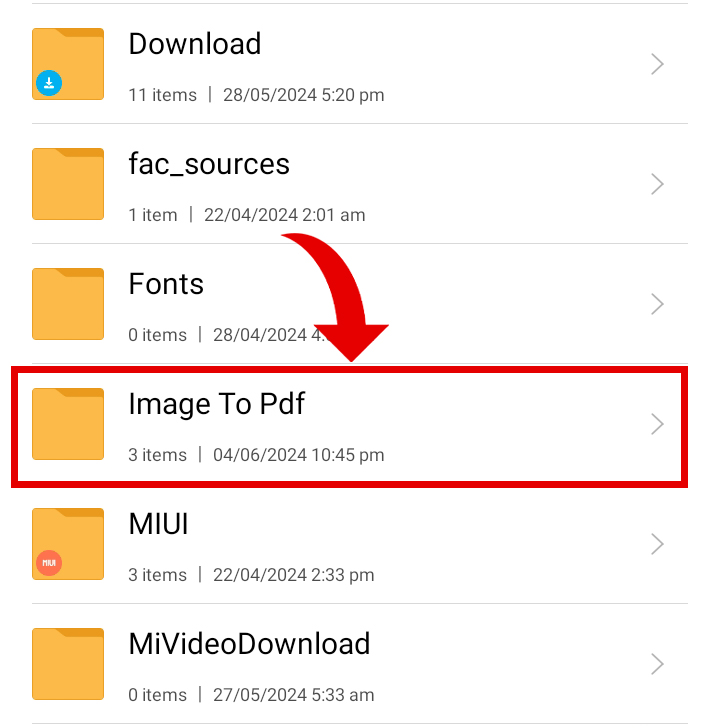 Download
11 items | 28/05/2024 5:20 pm
fac_sources
1 item | 22/04/2024 2:01 am
Fonts
0 items | 28/04/2024
Image To Pdf
3 items | 04/06/2024 10:45 pm
MIUI
MIUI
3 items | 22/04/2024 2:33 pm
MiVideoDownload
0 items | 27/05/2024 5:33 am